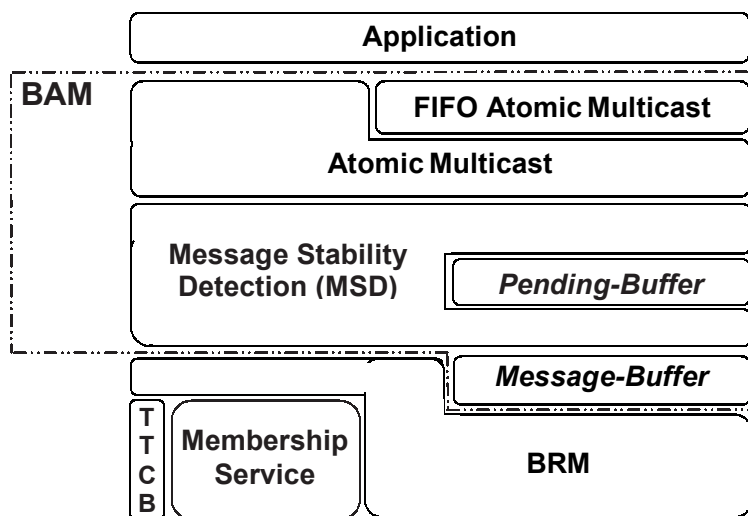 Application
BAM
FIFO Atomic Multicast
Atomic Multicast
Message Stability
Detection (MSD)
Pending-Buffer
Message-Buffer
T
T
C
B
Membership
Service
BRM